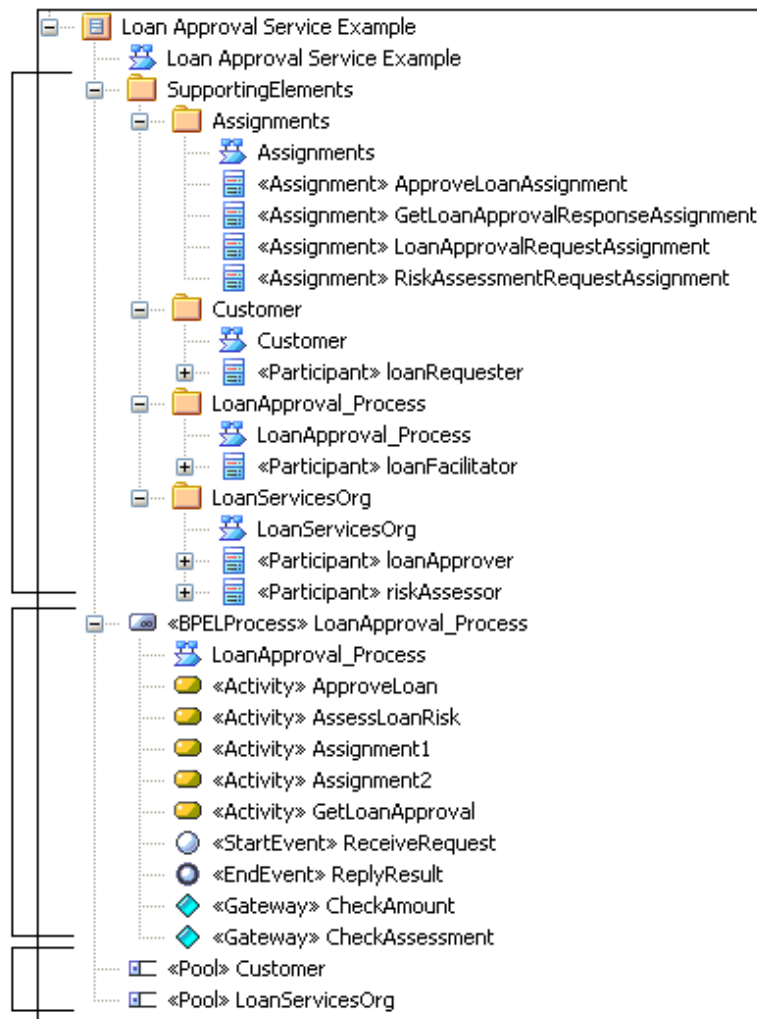 Loan Approval Service Example
Loan Approval Service Example
SupportingElements
Assignments
Assignments
«Assignment» ApproveLoanAssignment
«Assignment» GetLoanApprovalResponseAssignment
«Assignment» LoanApprovalRequestAssignment
«Assignment» RiskAssessmentRequestAssignment
Customer
Customer
«Participant» loanRequester
LoanApproval_Process
LoanApproval_Process
«Participant» loanFacilitator
LoanServicesOrg
LoanServicesOrg
«Participant» loanApprover
«Participant» riskAssessor
«BPELProcess» LoanApproval_Process
LoanApproval_Process
«Activity» ApproveLoan
«Activity» AssessLoanRisk
«Activity» Assignment1
«Activity» Assignment2
«Activity» GetLoanApproval
«StartEvent» ReceiveRequest
«EndEvent» ReplyResult
«Gateway» CheckAmount
«Gateway» CheckAssessment
«Pool» Customer
«Pool» LoanServicesOrg